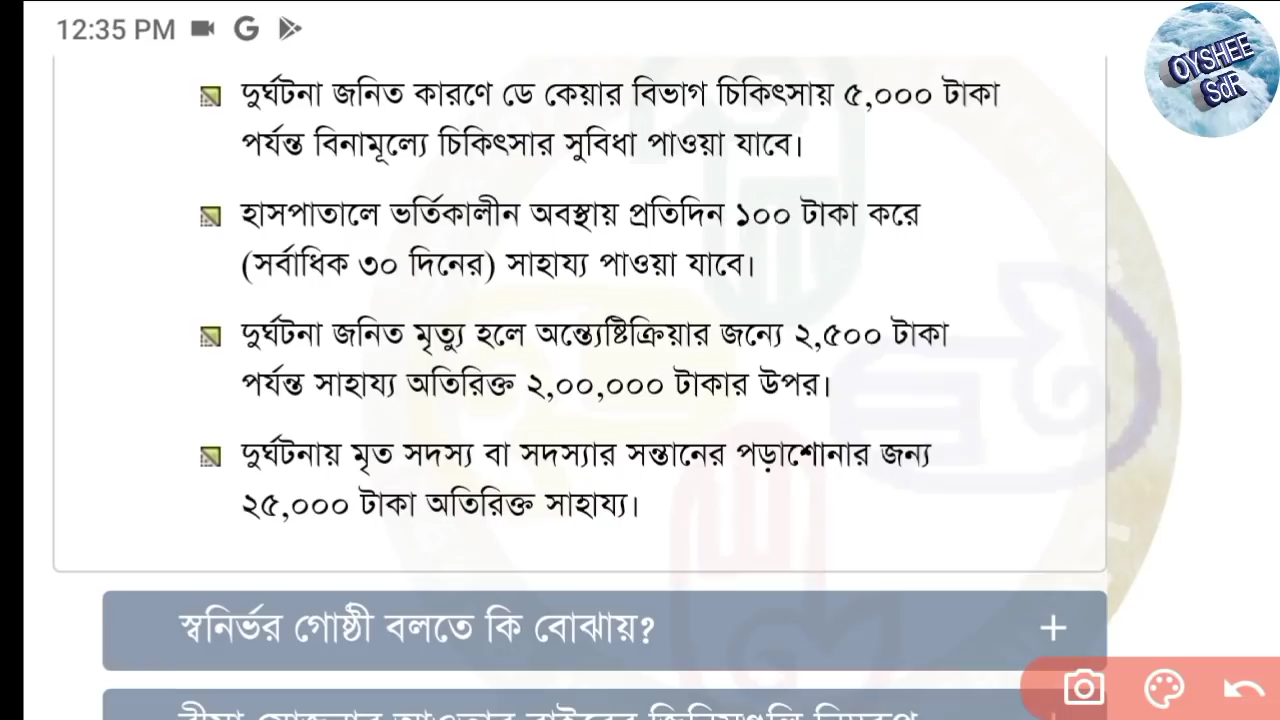 12:35 PM
OYSHEE
SdR
দুর্ঘটনা জনিত কারণে ডে কেয়ার বিভাগ চিকিৎসায় ৫,০০০ টাকা
পর্যন্ত বিনামূল্যে চিকিৎসার সুবিধা পাওয়া যাবে।
হাসপাতালে ভর্তিকালীন অবস্থায় প্রতিদিন ১০০ টাকা করে
(সর্বাধিক ৩০ দিনের) সাহায্য পাওয়া যাবে।
দুর্ঘটনা জনিত মৃত্যু হলে অন্ত্যেষ্টিক্রিয়ার জন্যে ২,৫০০ টাকা
পর্যন্ত সাহায্য অতিরিক্ত ২,০০,০০০ টাকার উপর।
দুর্ঘটনায় মৃত সদস্য বা সদস্যার সন্তানের পড়াশোনার জন্য
২৫,০০০ টাকা অতিরিক্ত সাহায্য।
স্বনির্ভর গোষ্ঠী বলতে কি বোঝায়?